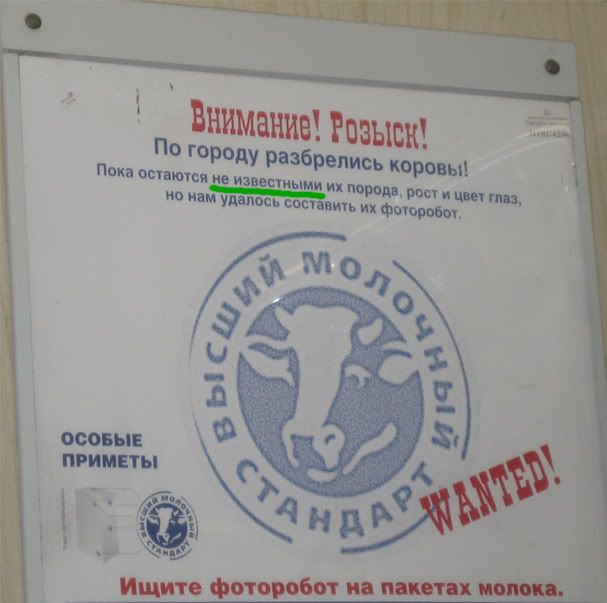 Внимание! Розыск!
По городу разбрелись коровы!
Пока остаются не известными их порода, рост и цвет глаз,
но нам удалось составить их фоторобот.
ВЫСШИЙ МОЛОЧНЫЙ
СТАНДАРТ
WANTED!
ОСОБЫЕ
ПРИМЕТЫ
ВЫСШИЙ МОЛОЧНЫЙ
СТАНДАРТ
Ищите фоторобот на пакетах молока.